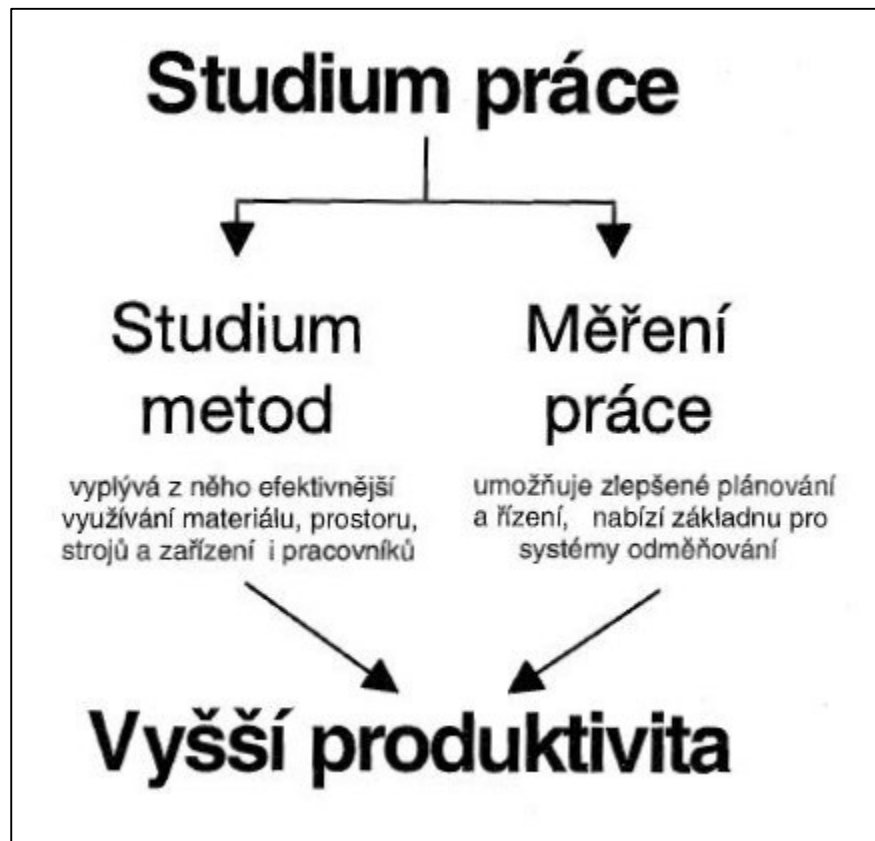 Studium práce
Studium
metod
vyplývá z něho efektivnější
využívání materiálu, prostoru,
strojů a zařízení i pracovníků
Měření
práce
umožňuje zlepšené plánování
a řízení, nabízí základnu pro
systémy odměňování
Vyšší produktivita